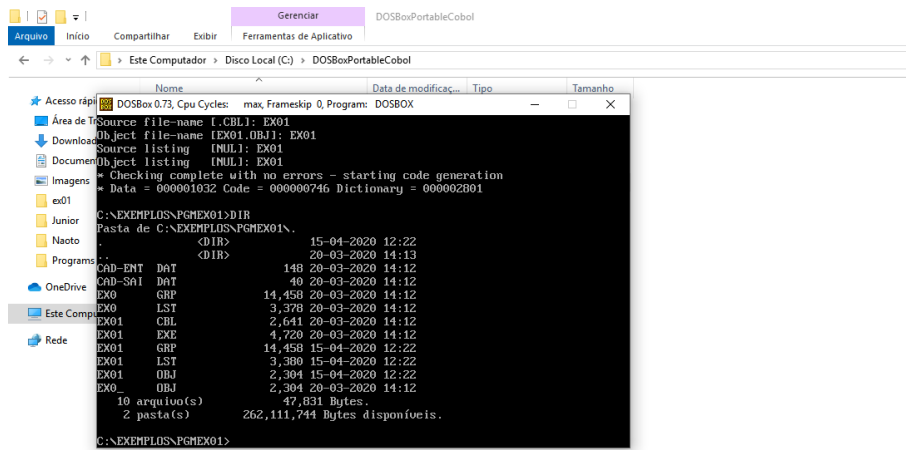 Gerenciar
DOSBoxPortableCobol
Arquivo Início Compartilhar Exibir Ferramentas de Aplicativo
Este Computador > Disco Local (C:) > DOSBoxPortableCobol
Nome Data de modificaç... Tipo Tamanho
Acesso rápi
Área de Tr
Download
Documen
Imagens
ex01
Junior
Naoto
Programs
OneDrive
Este Compu
Rede
DOSBox 0.73, Cpu Cycles: max, Frameskip 0, Program: DOSBOX
Source file-name [.CBL]: EX01
Object file-name [EX01.OBJ]: EX01
Source listing [NUL]: EX01
Object listing [NUL]: EX01
* Checking complete with no errors - starting code generation
* Data = 000001032 Code = 000000746 Dictionary = 000002801
C:\EXEMPLOS\PGMEX01>DIR
Pasta de C:\EXEMPLOS\PGMEX01\.
. <DIR> 15-04-2020 12:22
.. <DIR> 20-03-2020 14:13
CAD-ENT DAT 148 20-03-2020 14:12
CAD-SAI DAT 40 20-03-2020 14:12
EX0 GRP 14,458 20-03-2020 14:12
EX0 LST 3,378 20-03-2020 14:12
EX01 CBL 2,641 20-03-2020 14:12
EX01 EXE 4,720 20-03-2020 14:12
EX01 GRP 14,458 15-04-2020 12:22
EX01 LST 3,380 15-04-2020 12:22
EX01 OBJ 2,304 15-04-2020 12:22
EX0_ OBJ 2,304 20-03-2020 14:12
10 arquivo(s) 47,831 Bytes.
2 pasta(s) 262,111,744 Bytes disponíveis.
C:\EXEMPLOS\PGMEX01>